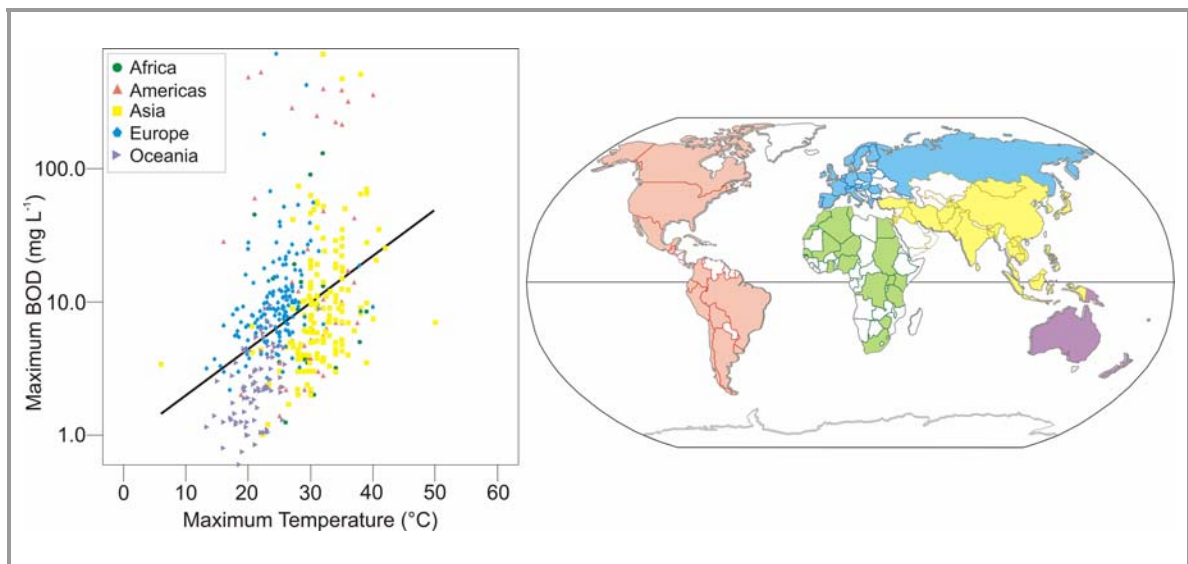 Africa
Americas
Asia
Europe
Oceania
100.0
10.0
1.0
Maximum BOD (mg L⁻¹)
0 10 20 30 40 50 60
Maximum Temperature (°C)